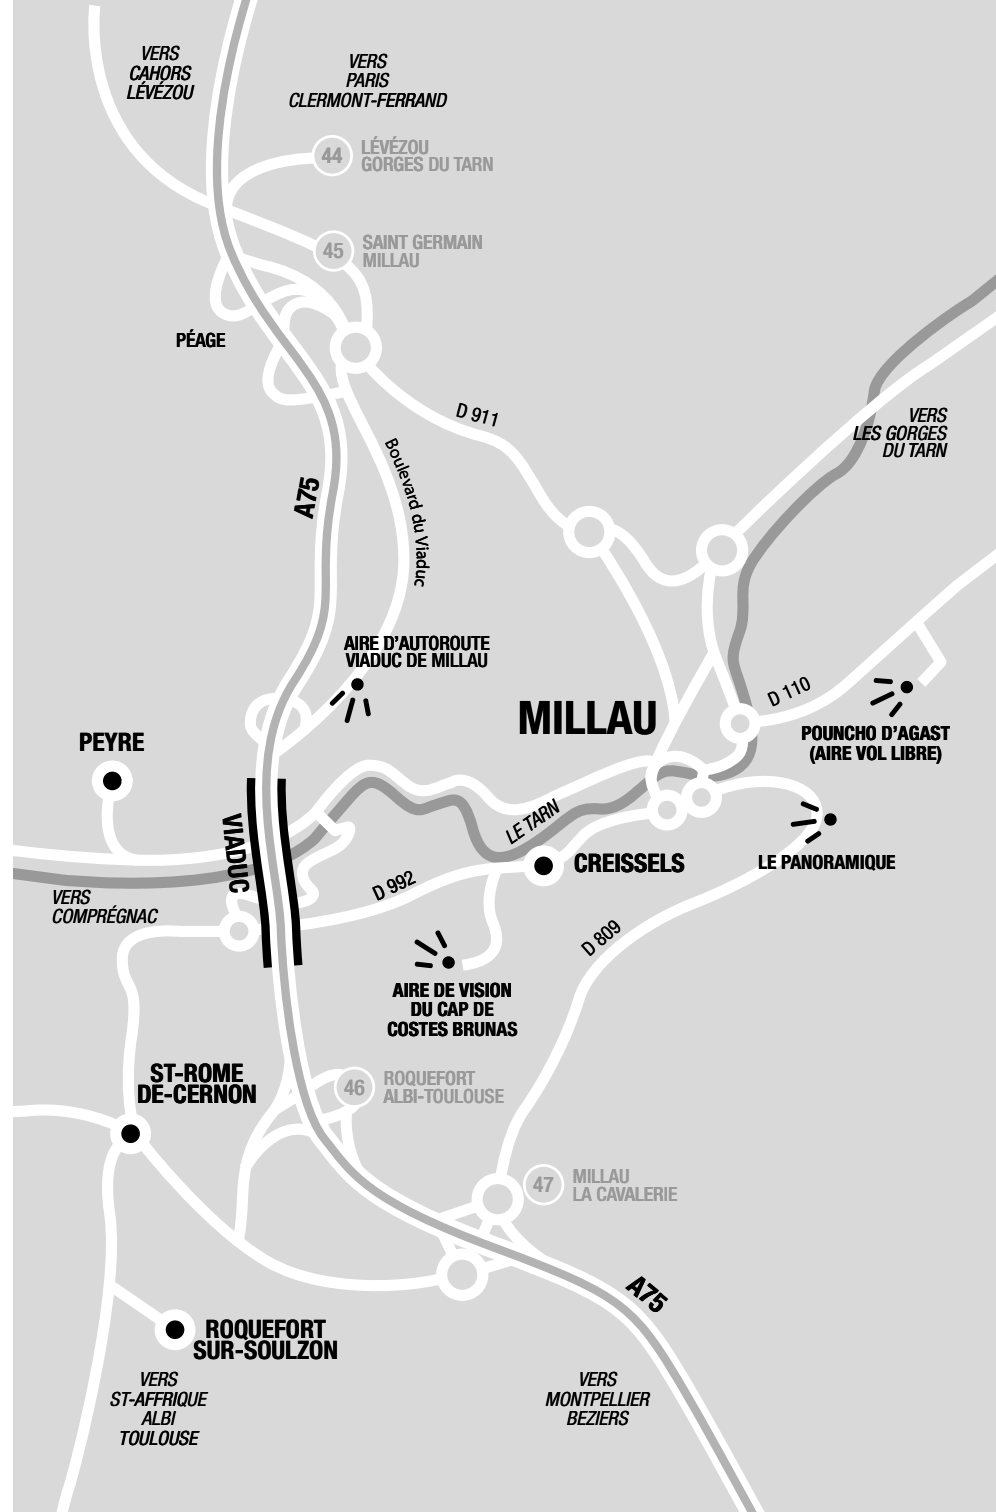 VERS
CAHORS
LÉVÉZOU
VERS
PARIS
CLERMONT-FERRAND
44
LÉVÉZOU
GORGES DU TARN
45
SAINT GERMAIN
MILLAU
PÉAGE
D 911
VERS
LES GORGES
DU TARN
A75
Boulevard du Viaduc
AIRE D'AUTOROUTE
VIADUC DE MILLAU
MILLAU
D 110
POUNCHO D'AGAST
(AIRE VOL LIBRE)
PEYRE
VIADUC
LE TARN
CREISSELS
LE PANORAMIQUE
D 992
VERS
COMPRÉGNAC
D 809
AIRE DE VISION
DU CAP DE
COSTES BRUNAS
ST-ROME
DE-CERNON
46
ROQUEFORT
ALBI-TOULOUSE
47
MILLAU
LA CAVALERIE
A75
ROQUEFORT
SUR-SOULZON
VERS
ST-AFFRIQUE
ALBI
TOULOUSE
VERS
MONTPELLIER
BEZIERS